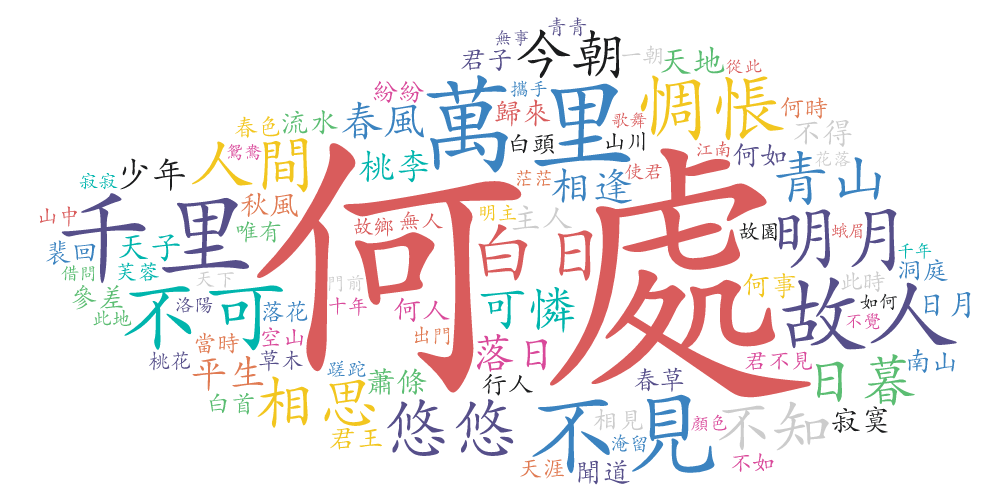 青青
無事
今朝
一朝
君子
天地
從此
紛紛
攜手
萬里
惆悵
歸來
何時
春風
春色
流水
歌舞
不得
白頭
山川
人間
鴛鴦
江南
何如
花落
桃李
少年
寂寂
茫茫
相逢
使君
青山
何處
千里
秋風
山中
唯有
故鄉
無人
明主
主人
白日
故園
明月
蛾眉
裴回
天子
千年
借問
芙蓉
洞庭
天下
門前
何事
此時
參差
不可
洛陽
落花
十年
何人
可憐
故人
如何
日月
此地
不覺
當時
空山
出門
落日
桃花
草木
君不見
南山
平生
蹉跎
蕭條
行人
春草
日暮
白首
相思
悠悠
不見
相見
顏色
不知
寂寞
君王
淹留
天涯
聞道
不如